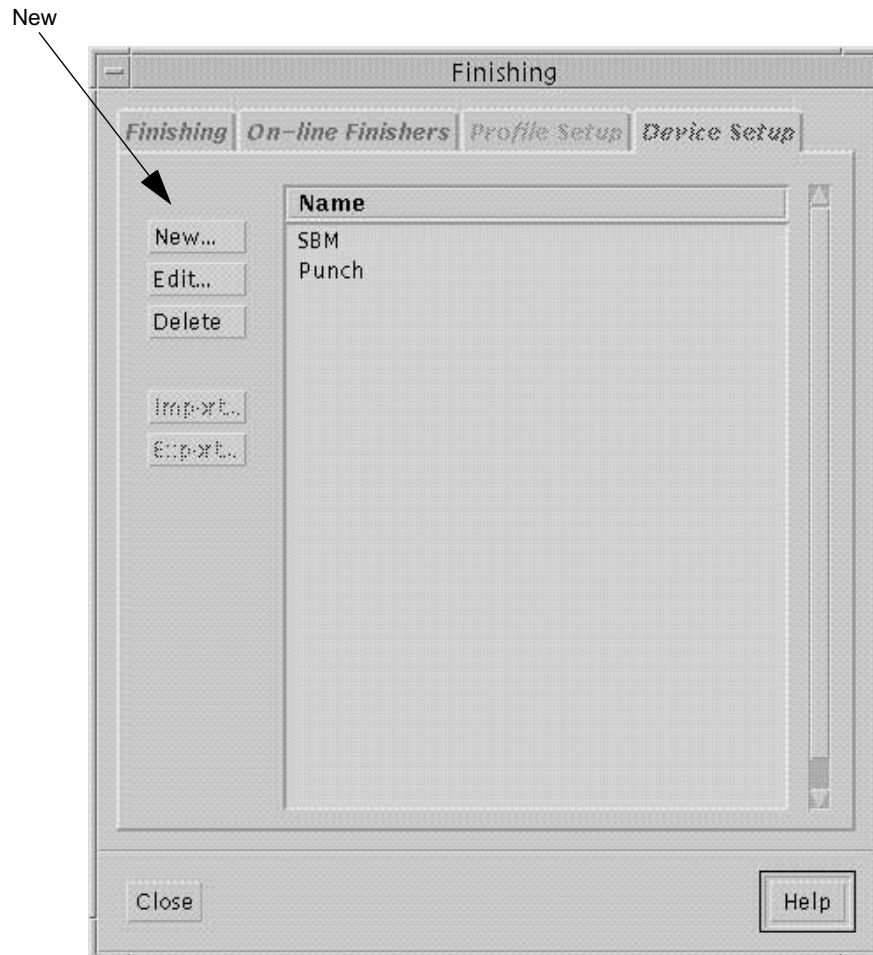 New
Finishing
Finishing On-line Finishers Profile Setup Device Setup
Name
New...
SBM
Edit...
Punch
Delete
Import...
Export...
Close
Help